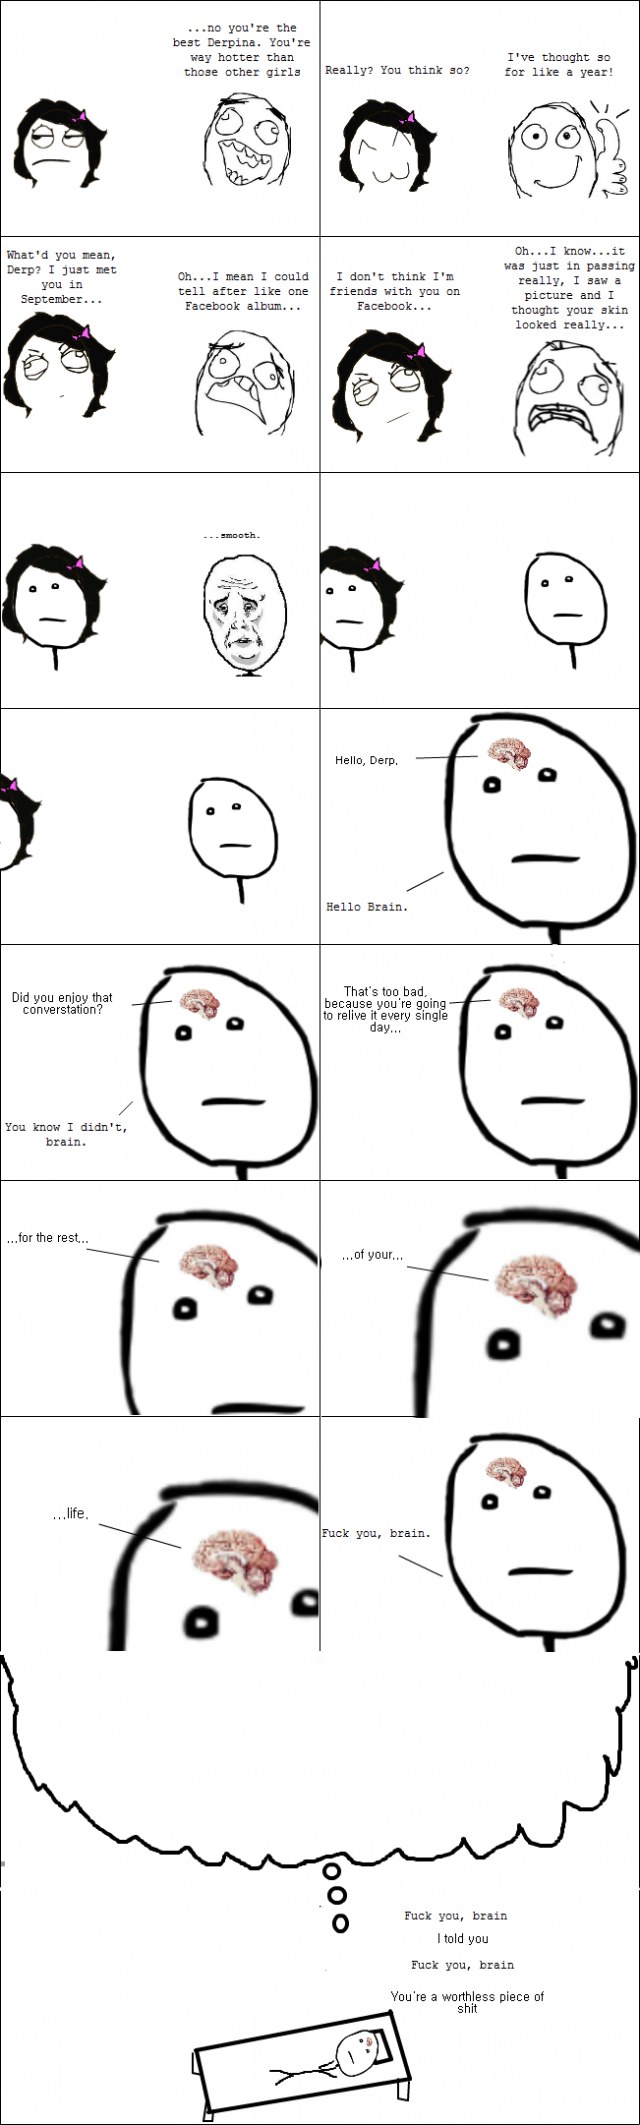 ...no you're the
best Derpina. You're
way hotter than
those other girls
Really? You think so?
I've thought so
for like a year!
What'd you mean,
Derp? I just met
you in
September...
Oh...I mean I could
tell after like one
Facebook album...
I don't think I'm
friends with you on
Facebook...
Oh...I know...it
was just in passing
really, I saw a
picture and I
thought your skin
looked really...
...smooth.
Hello, Derp.
Hello Brain.
Did you enjoy that
converstation?
You know I didn't,
brain.
That's too bad,
because you're going
to relive it every single
day...
...for the rest...
...of your...
...life.
Fuck you, brain.
Fuck you, brain
I told you
Fuck you, brain
You're a worthless piece of
shit